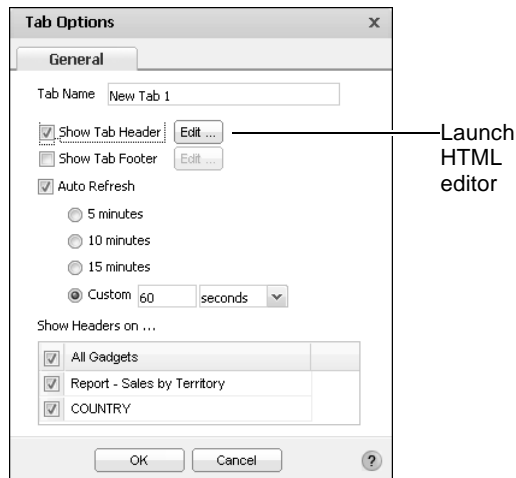 Tab Options
General
Tab Name New Tab 1
Show Tab Header Edit ...
Show Tab Footer Edit ...
Auto Refresh
5 minutes
10 minutes
15 minutes
Custom 60 seconds
Show Headers on ...
All Gadgets
Report - Sales by Territory
COUNTRY
OK Cancel ?
Launch
HTML
editor